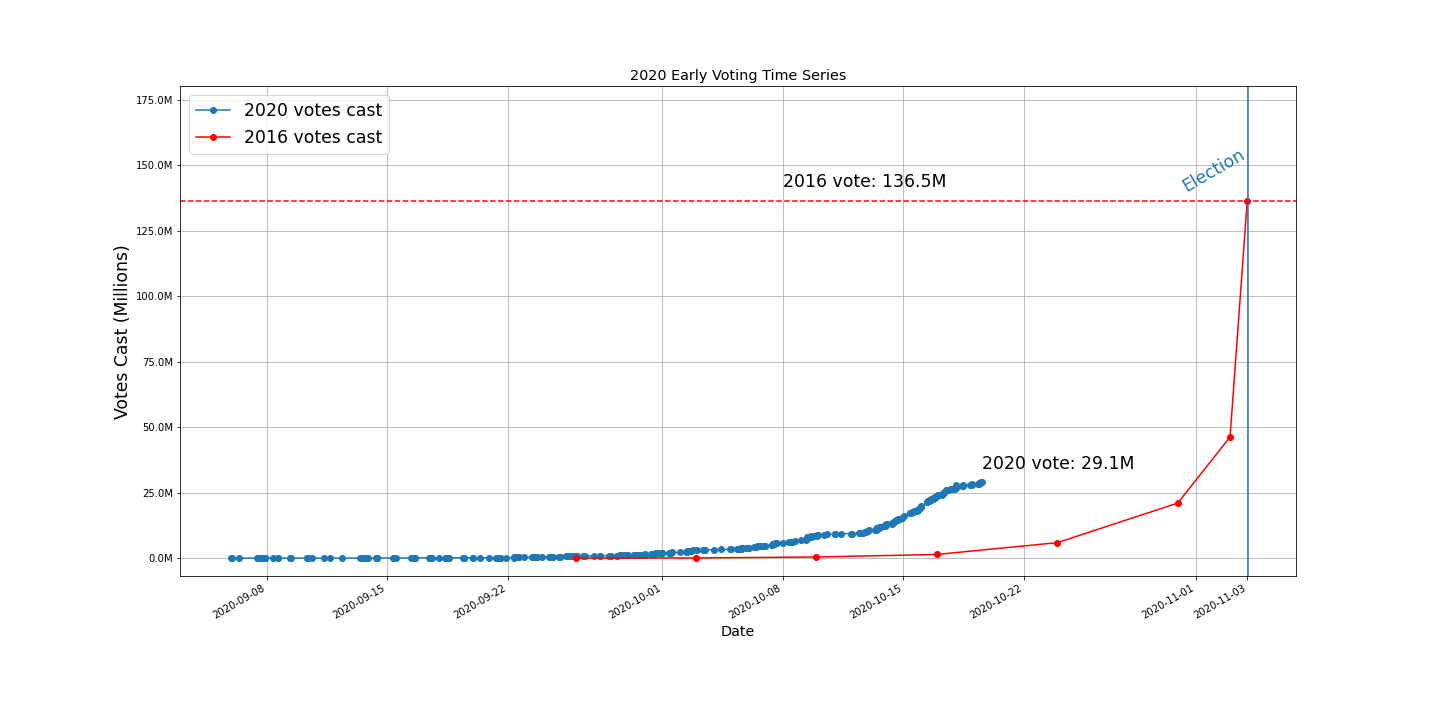 2020 Early Voting Time Series
175.0M
150.0M
125.0M
100.0M
75.0M
50.0M
25.0M
0.0M
Votes Cast (Millions)
2020 votes cast
2016 votes cast
2016 vote: 136.5M
Election
2020 vote: 29.1M
2020-09-08
2020-09-15
2020-09-22
2020-10-01
2020-10-08
2020-10-15
2020-10-22
2020-11-01
2020-11-03
Date